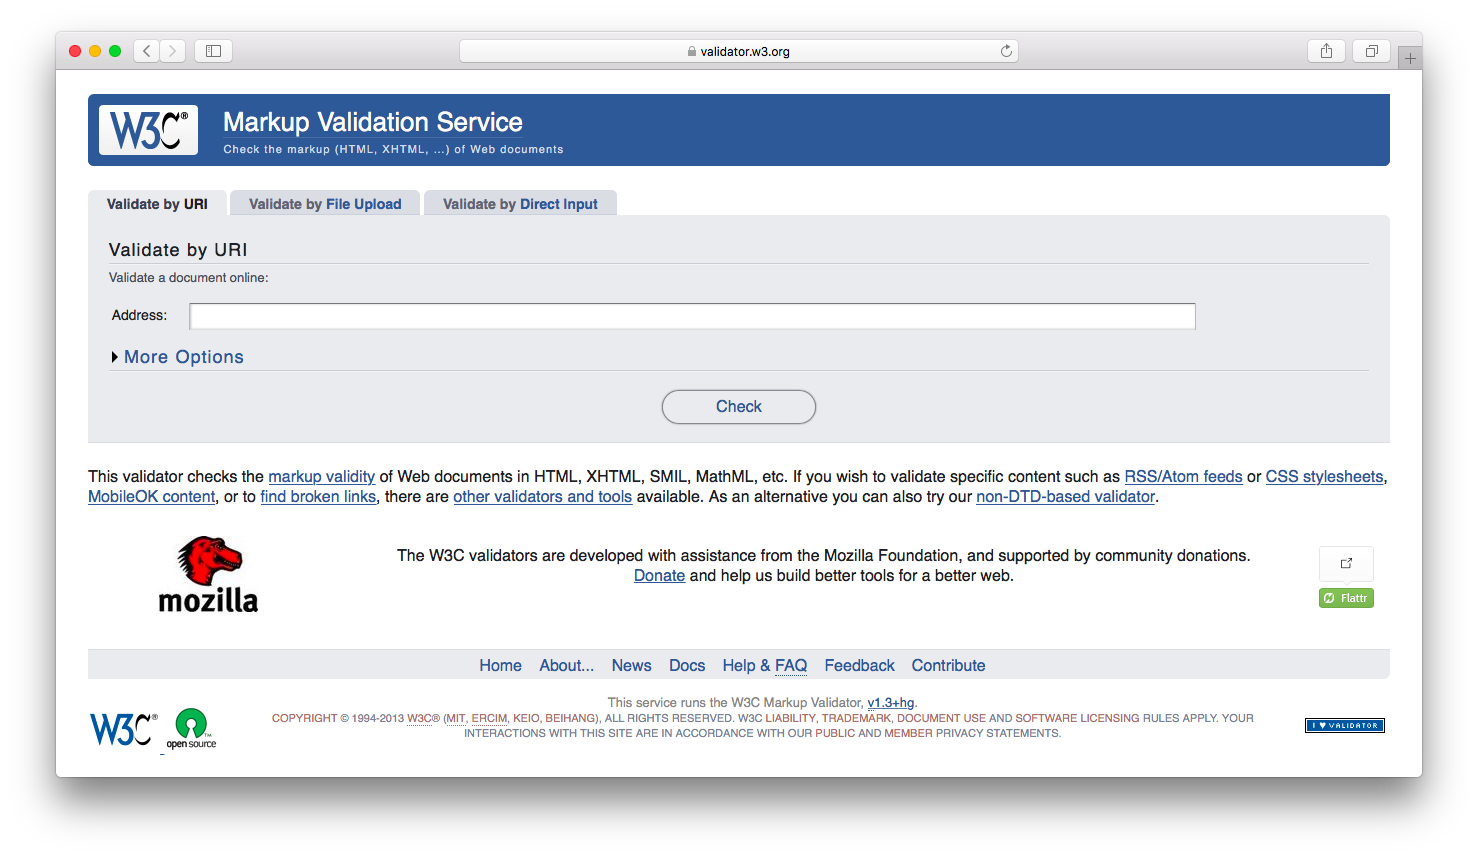 validator.w3.org
W3C®
Markup Validation Service
Check the markup (HTML, XHTML, ...) of Web documents
Validate by URI
Validate by File Upload
Validate by Direct Input
Validate by URI
Validate a document online:
Address:
More Options
Check
This validator checks the markup validity of Web documents in HTML, XHTML, SMIL, MathML, etc. If you wish to validate specific content such as RSS/Atom feeds or CSS stylesheets,
MobileOK content, or to find broken links, there are other validators and tools available. As an alternative you can also try our non-DTD-based validator.
mozilla
The W3C validators are developed with assistance from the Mozilla Foundation, and supported by community donations.
Donate and help us build better tools for a better web.
Flattr
Home About... News Docs Help & FAQ Feedback Contribute
W3C®
open source™
This service runs the W3C Markup Validator, v1.3+hg.
COPYRIGHT © 1994-2013 W3C® (MIT, ERCIM, KEIO, BEIHANG), ALL RIGHTS RESERVED. W3C LIABILITY, TRADEMARK, DOCUMENT USE AND SOFTWARE LICENSING RULES APPLY. YOUR
INTERACTIONS WITH THIS SITE ARE IN ACCORDANCE WITH OUR PUBLIC AND MEMBER PRIVACY STATEMENTS.
I ♥ VALIDATOR